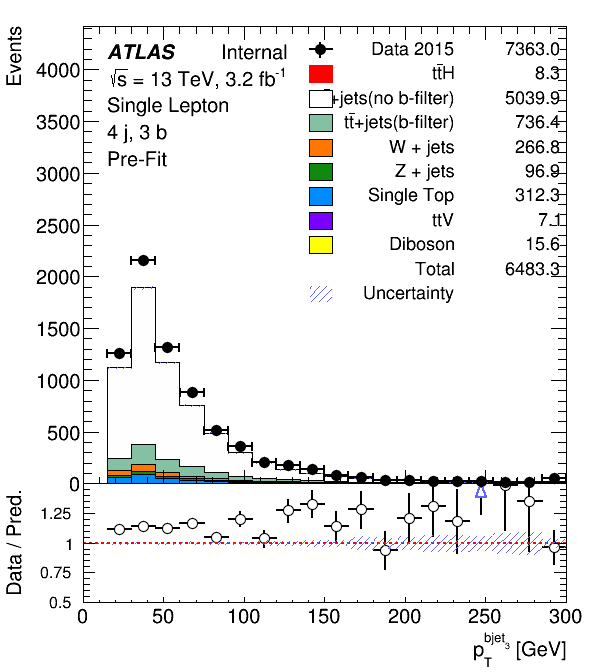 ATLAS Internal
√s = 13 TeV, 3.2 fb⁻¹
Single Lepton
4 j, 3 b
Pre-Fit
Data 2015 7363.0
tt̄H 8.3
+jets(no b-filter) 5039.9
tt̄+jets(b-filter) 736.4
W + jets 266.8
Z + jets 96.9
Single Top 312.3
ttV 7.1
Diboson 15.6
Total 6483.3
Uncertainty
Events
4000
3500
3000
2500
2000
1500
1000
500
0
Data / Pred.
1.25
1
0.75
0.5
0 50 100 150 200 250 300
p_T^bjet₃ [GeV]